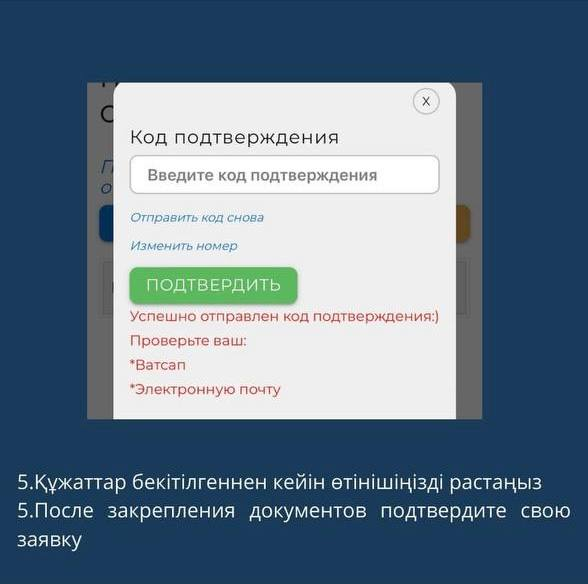 X
Код подтверждения
Введите код подтверждения
Отправить код снова
Изменить номер
ПОДТВЕРДИТЬ
Успешно отправлен код подтверждения:)
Проверьте ваш:
*Ватсап
*Электронную почту
5.Құжаттар бекітілгеннен кейін өтінішіңізді растаңыз
5.После закрепления документов подтвердите свою
заявку